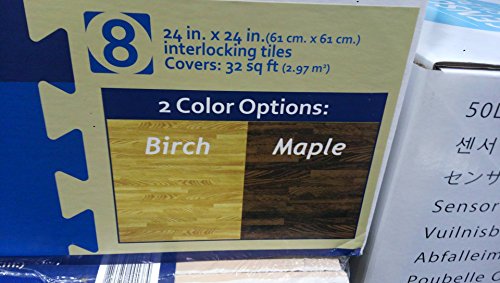 8
24 in. x 24 in.(61 cm. x 61 cm.)
interlocking tiles
Covers: 32 sq ft (2.97 m²)
2 Color Options:
Birch
Maple
50L
센서
センサ
Sensor
Vuilnisb
Abfalleim
Poubelle